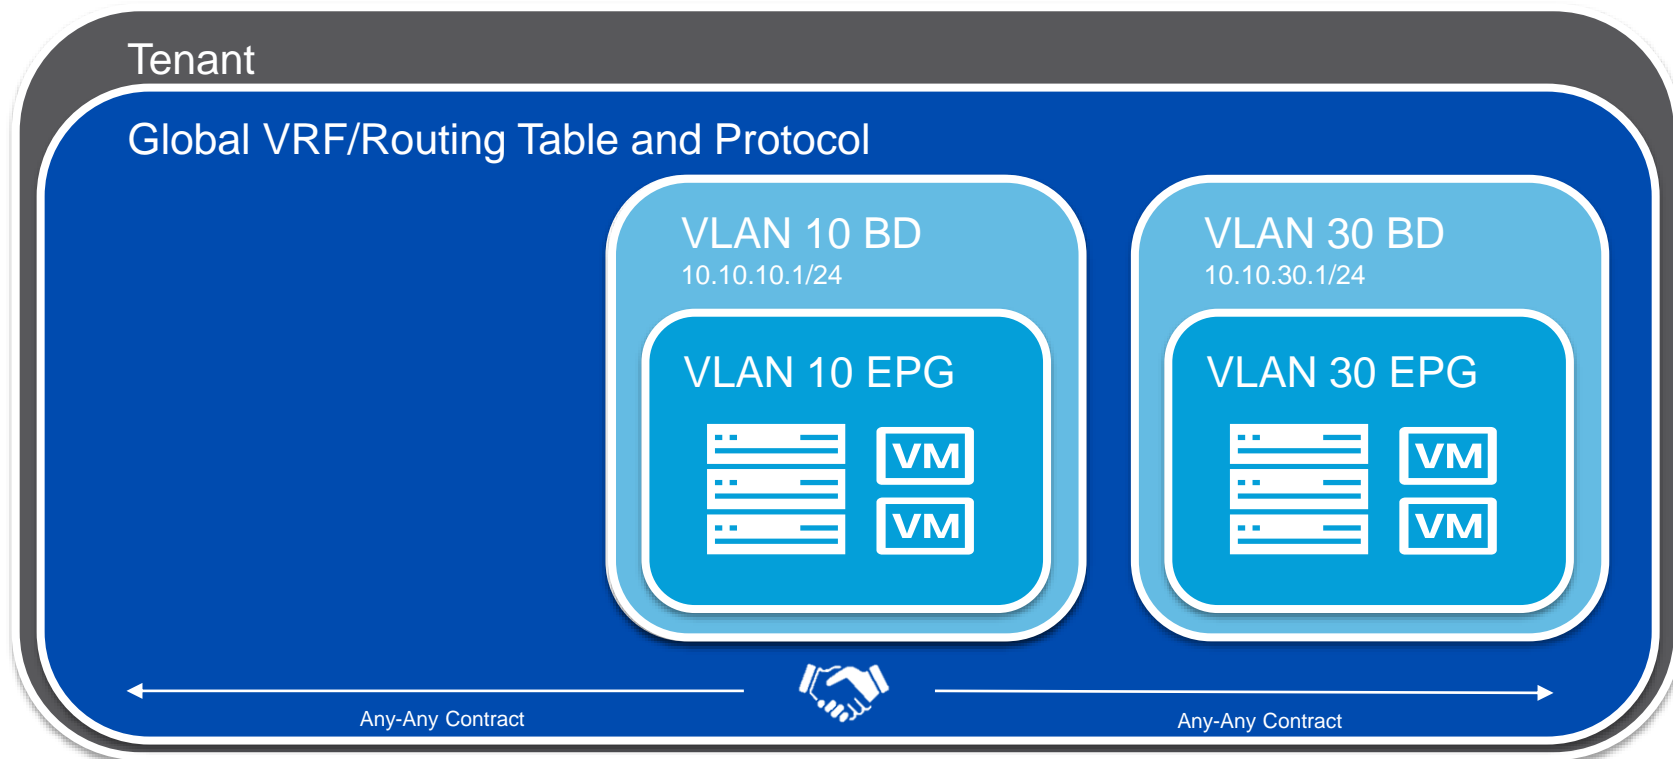 Tenant
Global VRF/Routing Table and Protocol
VLAN 10 BD
10.10.10.1/24
VLAN 10 EPG
VM
VM
VLAN 30 BD
10.10.30.1/24
VLAN 30 EPG
VM
VM
Any-Any Contract
Any-Any Contract